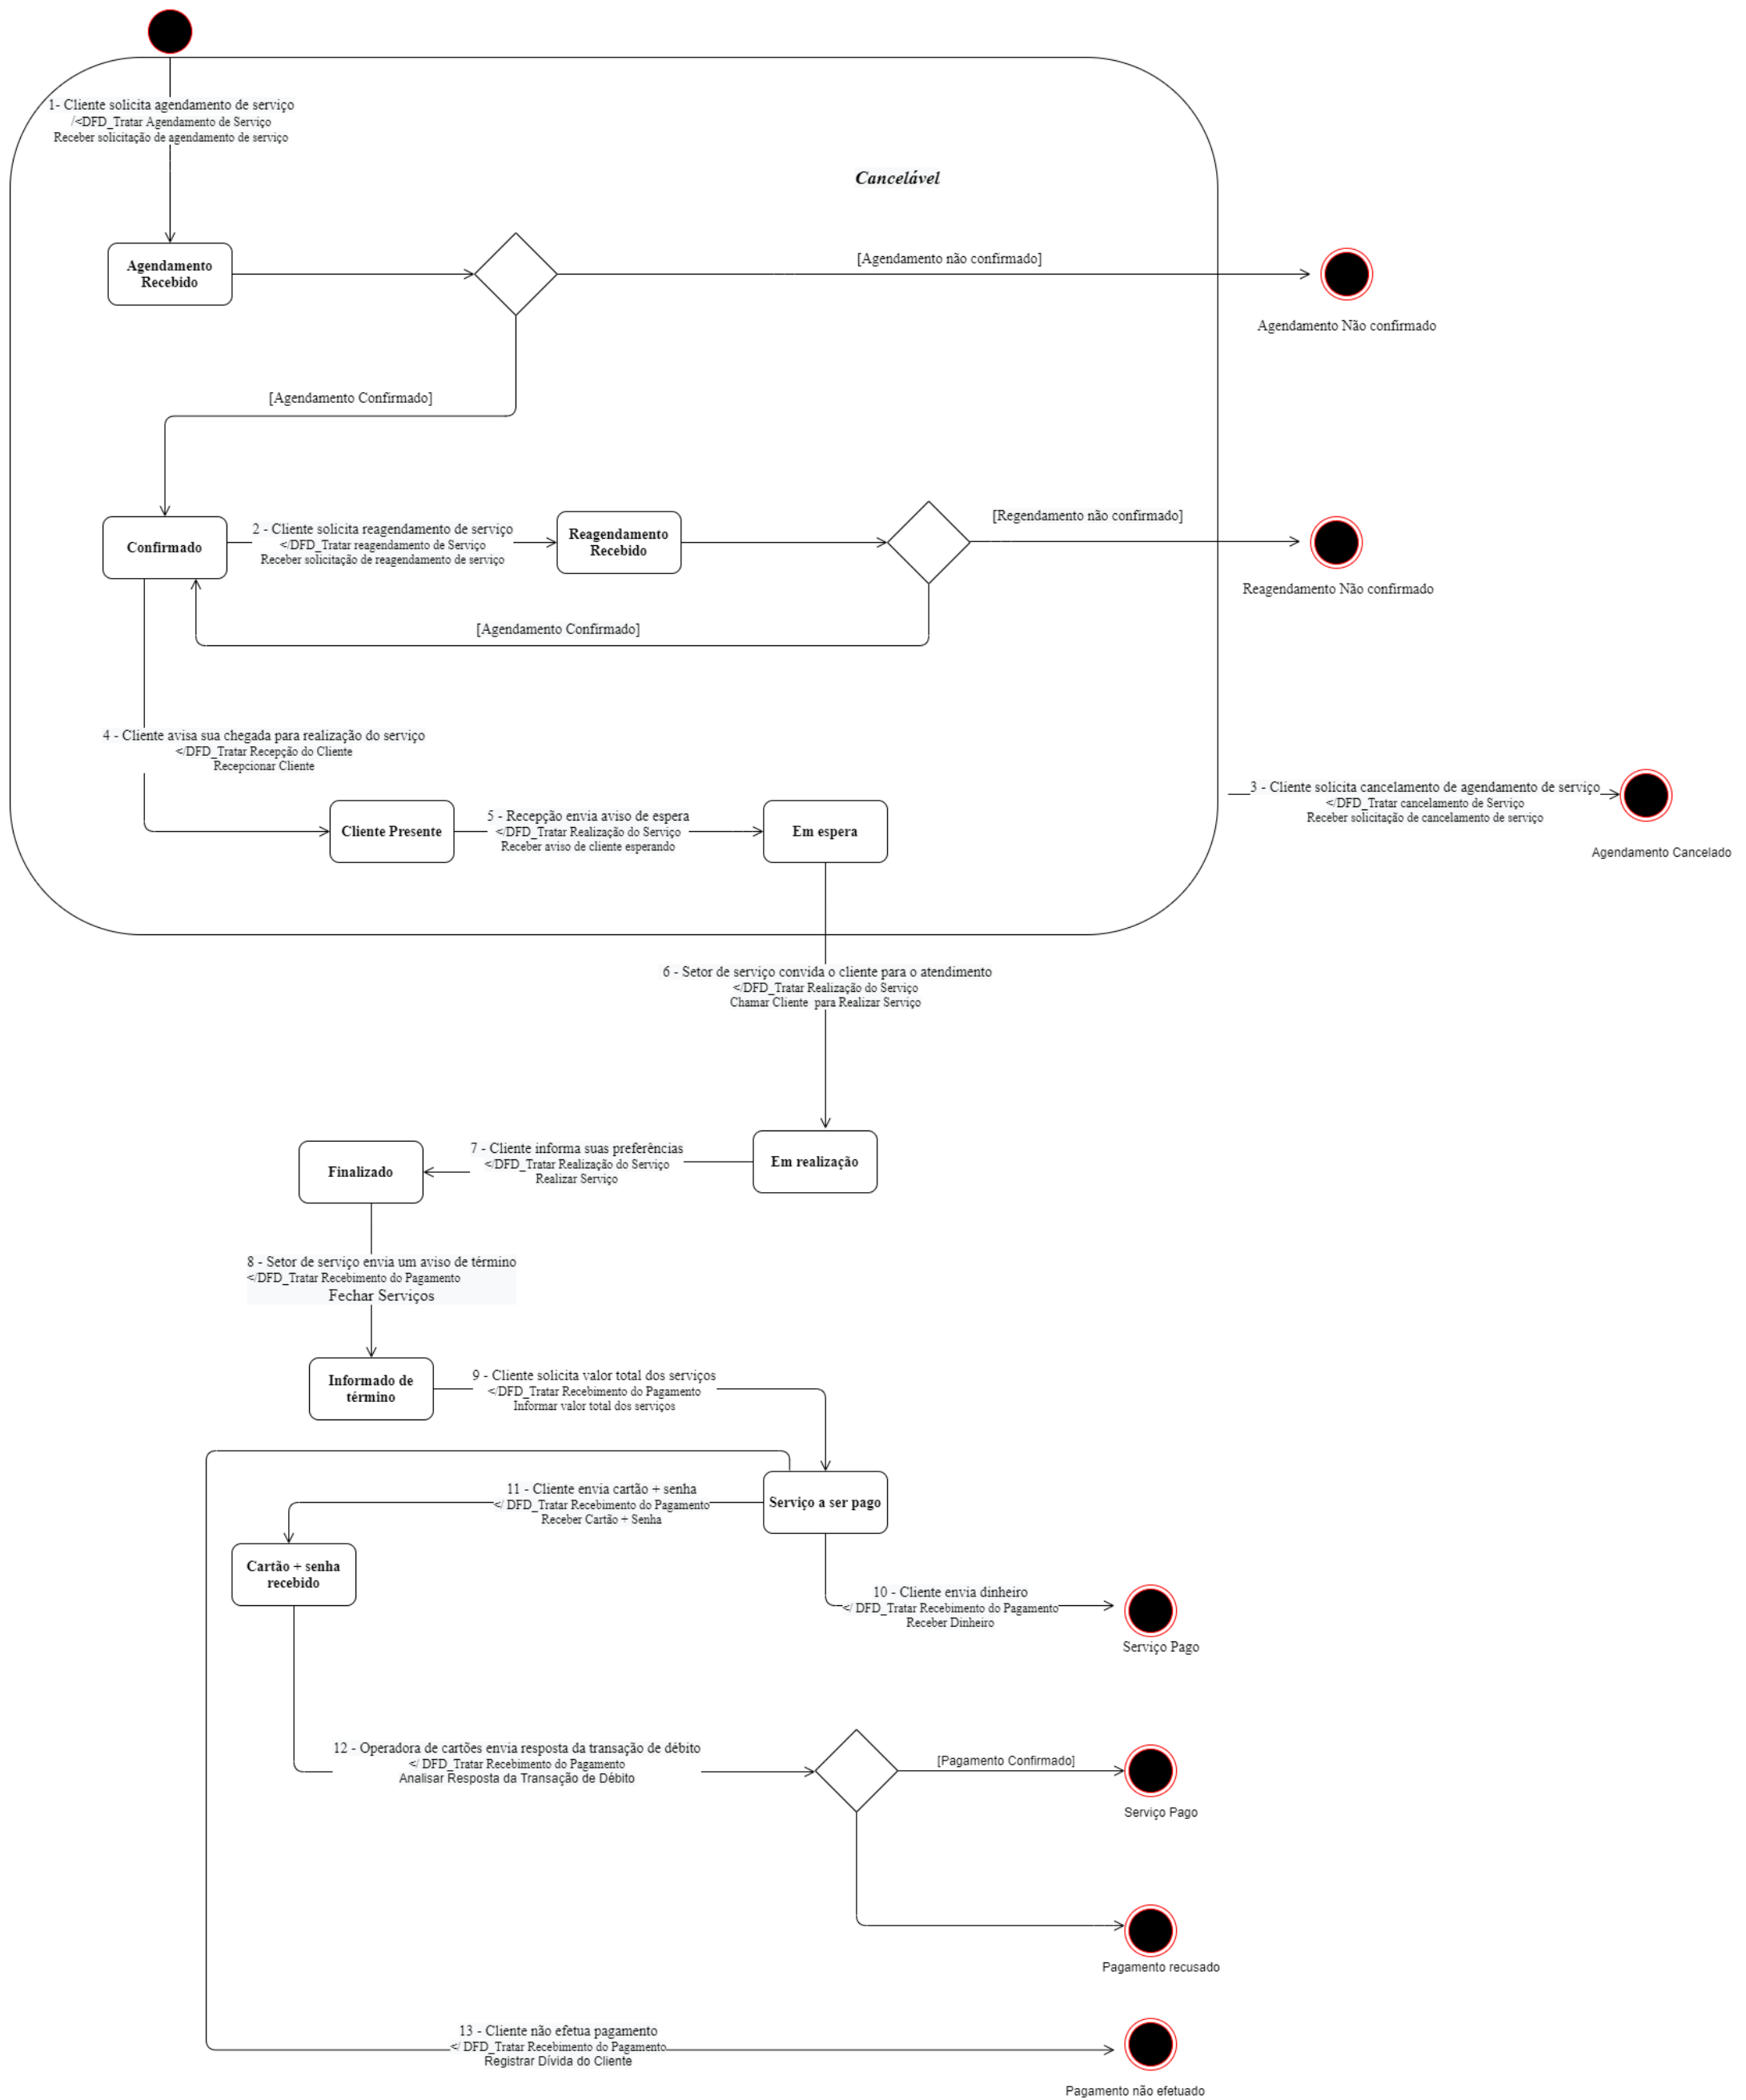 1- Cliente solicita agendamento de serviço
/<DFD_Tratar Agendamento de Serviço
Receber solicitação de agendamento de serviço
Cancelável
Agendamento
Recebido
[Agendamento não confirmado]
Agendamento Não confirmado
[Agendamento Confirmado]
Confirmado
2 - Cliente solicita reagendamento de serviço
</DFD_Tratar reagendamento de Serviço
Receber solicitação de reagendamento de serviço
Reagendamento
Recebido
[Regendamento não confirmado]
Reagendamento Não confirmado
[Agendamento Confirmado]
4 - Cliente avisa sua chegada para realização do serviço
</DFD_Tratar Recepção do Cliente
Recepcionar Cliente
3 - Cliente solicita cancelamento de agendamento de serviço
</DFD_Tratar cancelamento de Serviço
Receber solicitação de cancelamento de serviço
Agendamento Cancelado
Cliente Presente
5 - Recepção envia aviso de espera
</DFD_Tratar Realização do Serviço
Receber aviso de cliente esperando
Em espera
6 - Setor de serviço convida o cliente para o atendimento
</DFD_Tratar Realização do Serviço
Chamar Cliente para Realizar Serviço
Em realização
7 - Cliente informa suas preferências
</DFD_Tratar Realização do Serviço
Realizar Serviço
Finalizado
8 - Setor de serviço envia um aviso de término
</DFD_Tratar Recebimento do Pagamento
Fechar Serviços
Informado de
término
9 - Cliente solicita valor total dos serviços
</DFD_Tratar Recebimento do Pagamento
Informar valor total dos serviços
Serviço a ser pago
11 - Cliente envia cartão + senha
</ DFD_Tratar Recebimento do Pagamento
Receber Cartão + Senha
Cartão + senha
recebido
10 - Cliente envia dinheiro
</ DFD_Tratar Recebimento do Pagamento
Receber Dinheiro
Serviço Pago
12 - Operadora de cartões envia resposta da transação de débito
</ DFD_Tratar Recebimento do Pagamento
Analisar Resposta da Transação de Débito
[Pagamento Confirmado]
Serviço Pago
Pagamento recusado
13 - Cliente não efetua pagamento
</ DFD_Tratar Recebimento do Pagamento
Registrar Dívida do Cliente
Pagamento não efetuado